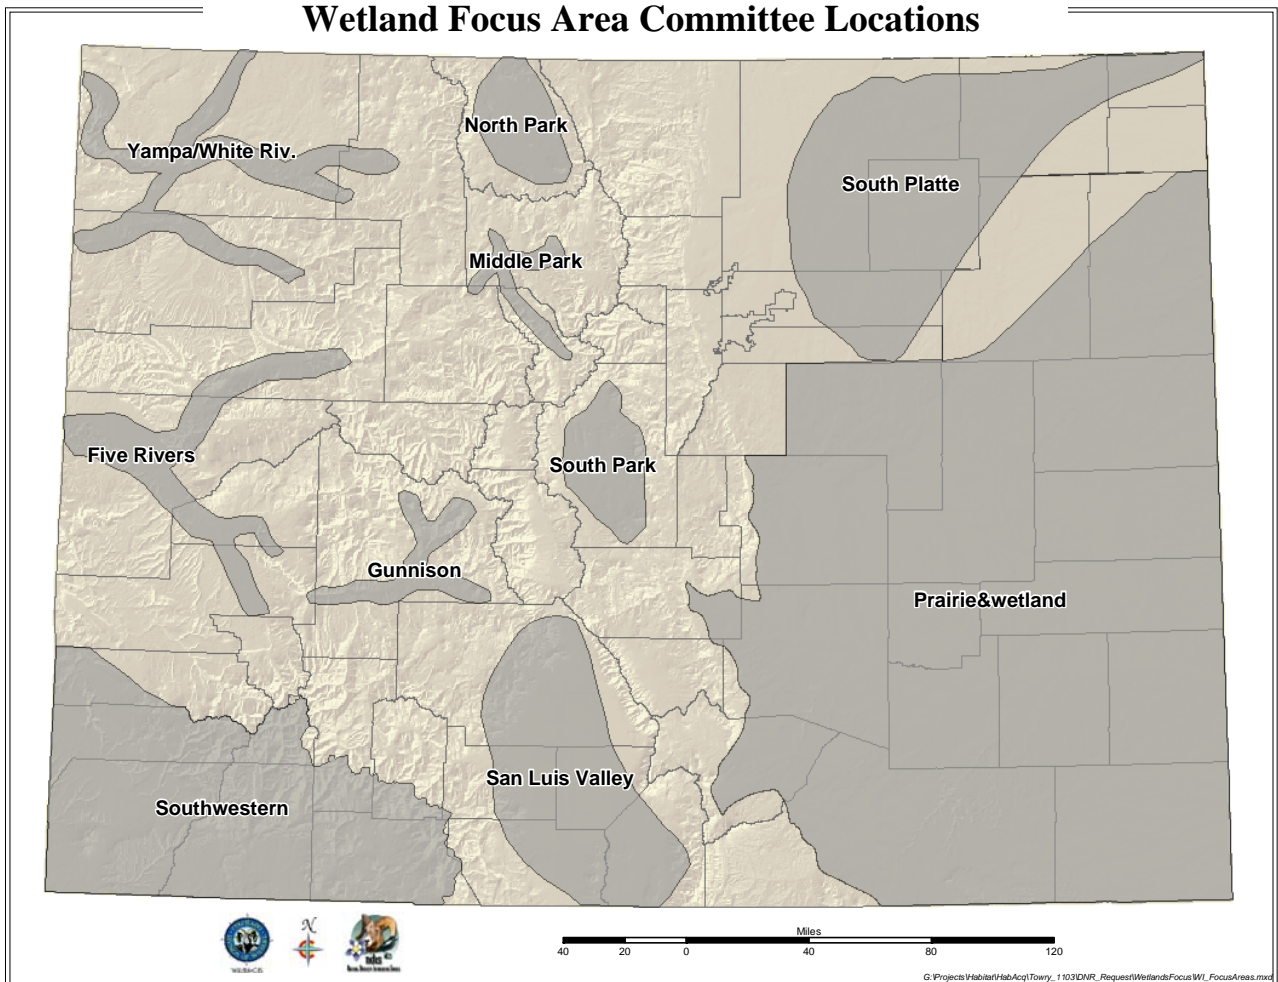 Wetland Focus Area Committee Locations
North Park
Yampa/White Riv.
South Platte
Middle Park
Five Rivers
South Park
Gunnison
Prairie&wetland
San Luis Valley
Southwestern
N
ndis
Miles
40 20 0 40 80 120
G:\Projects\Habitat\HabAcq\Towry_1103\DNR_Request\WetlandsFocus\WI_FocusAreas.mxd